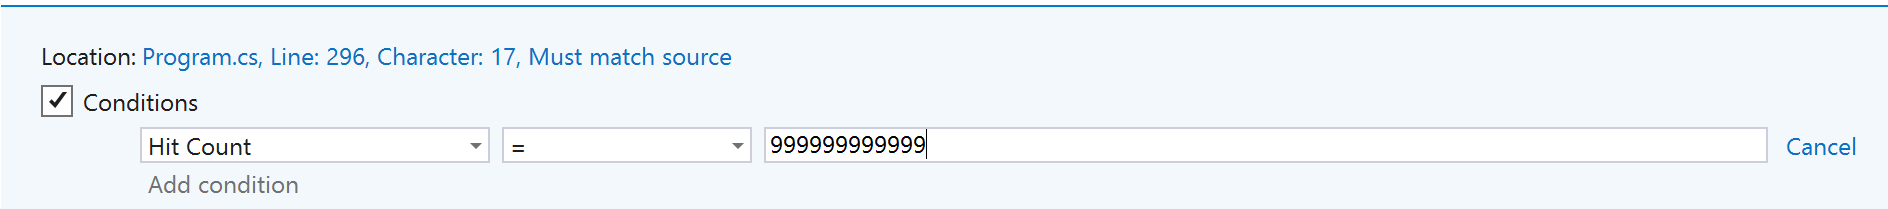 Location: Program.cs, Line: 296, Character: 17, Must match source
Conditions
Hit Count = 999999999999 Cancel
Add condition